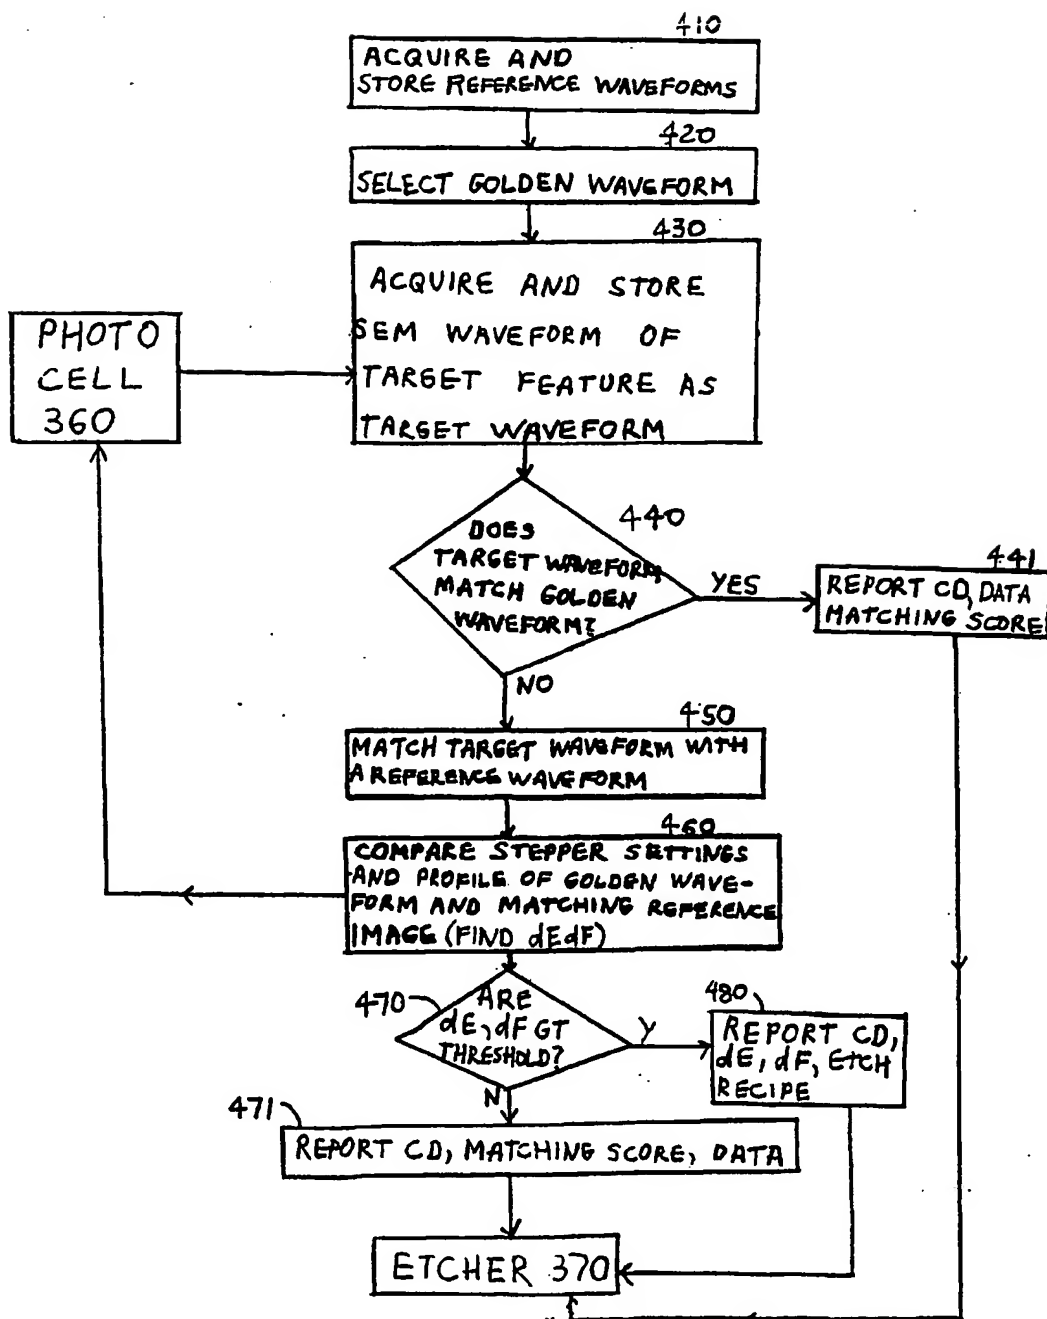 410
ACQUIRE AND
STORE REFERENCE WAVEFORMS
420
SELECT GOLDEN WAVEFORM
430
ACQUIRE AND STORE
SEM WAVEFORM OF
TARGET FEATURE AS
TARGET WAVEFORM
PHOTO
CELL
360
440
DOES
TARGET WAVEFORM
MATCH GOLDEN
WAVEFORM?
YES
441
REPORT CD, DATA
MATCHING SCORE
NO
450
MATCH TARGET WAVEFORM WITH
A REFERENCE WAVEFORM
460
COMPARE STEPPER SETTINGS
AND PROFILE OF GOLDEN WAVE-
FORM AND MATCHING REFERENCE
IMAGE (FIND dEdF)
470
ARE
dE, dF GT
THRESHOLD?
Y
480
REPORT CD,
dE, dF, ETCH
RECIPE
N
471
REPORT CD, MATCHING SCORE, DATA
ETCHER 370